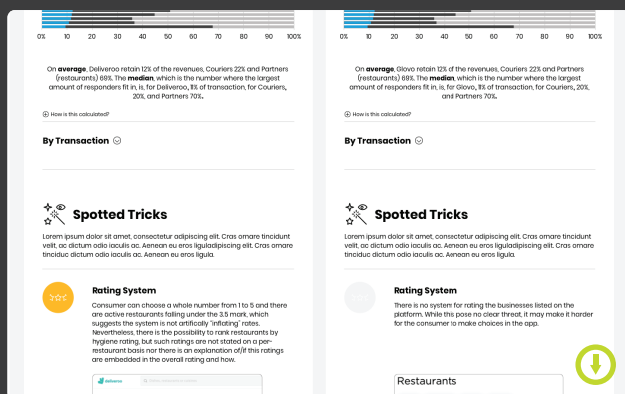 0% 10 20 30 40 50 60 70 80 90 100%
On average, Deliveroo retain 12% of the revenues, Couriers 22% and Partners
(restaurants) 69%. The median, which is the number where the largest
amount of responders fit in, is, for Deliveroo, 11% of transaction, for Couriers,
20%, and Partners 70%.
How is this calculated?
By Transaction
Spotted Tricks
Lorem ipsum dolor sit amet, consectetur adipiscing elit. Cras ornare tincidunt
velit, ac dictum odio iaculis ac. Aenean eu eros liguladipiscing elit. Cras ornare
tinciduc dictum odio iaculis ac. Aenean eu eros ligula.
Rating System
Consumer can choose a whole number from 1 to 5 and there
are active restaurants falling under the 3.5 mark, which
suggests the system is not artifically "inflating" rates.
Nevertheless, there is the possibility to rank restaurants by
hygiene rating, but such ratings are not stated on a per-
restaurant basis nor there is an explanation of/if this ratings
are embedded in the overall rating and how.
deliveroo
0% 10 20 30 40 50 60 70 80 90 100%
On average, Glovo retain 12% of the revenues, Couriers 22% and Partners
(restaurants) 69%. The median, which is the number where the largest
amount of responders fit in, is, for Glovo, 11% of transaction, for Couriers, 20%,
and Partners 70%.
How is this calculated?
By Transaction
Spotted Tricks
Lorem ipsum dolor sit amet, consectetur adipiscing elit. Cras ornare tincidunt
velit, ac dictum odio iaculis ac. Aenean eu eros liguladipiscing elit. Cras ornare
tinciduc dictum odio iaculis ac. Aenean eu eros ligula.
Rating System
There is no system for rating the businesses listed on the
platform. While this pose no clear threat, it may make it harder
for the consumer to make choices in the app.
Restaurants